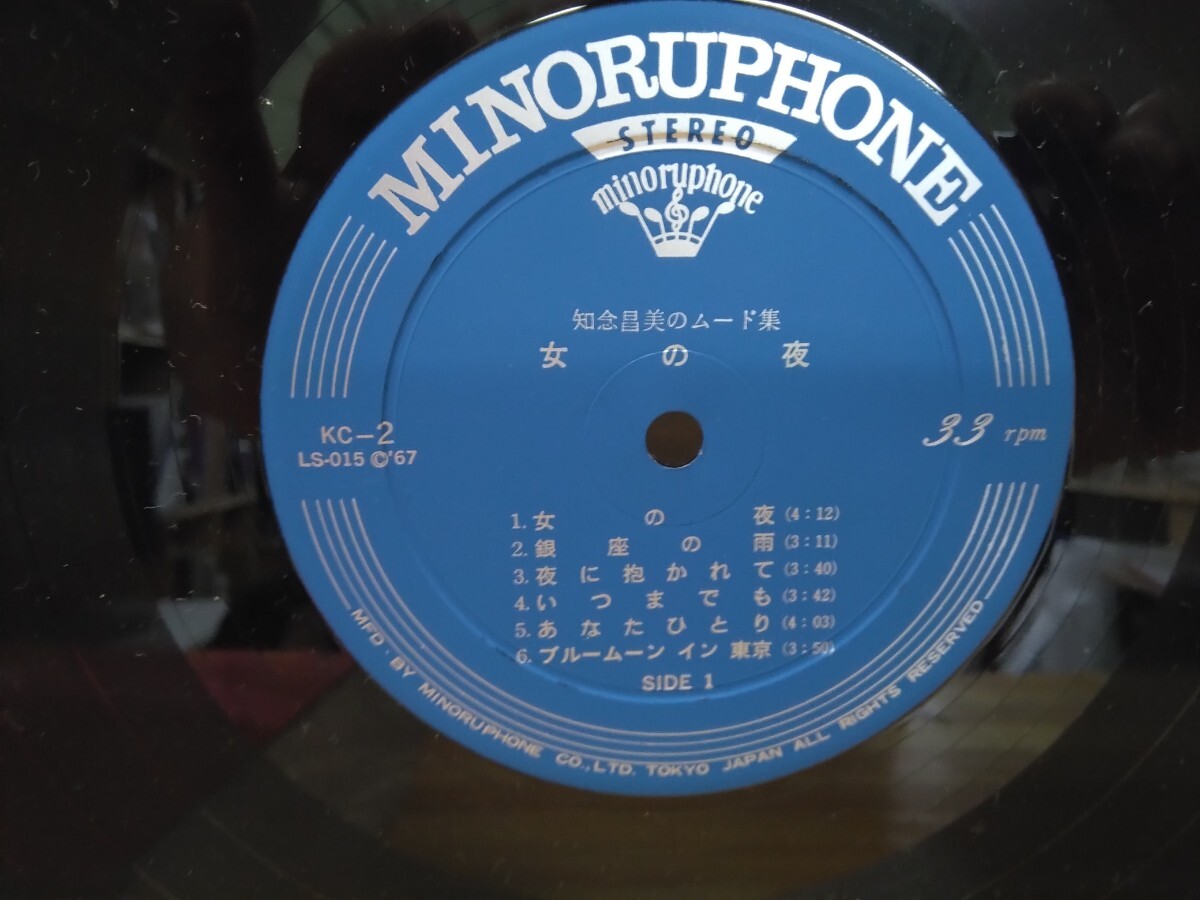 MINORUPHONE
STEREO
minoruphone
知念昌美のムード集
女の夜
KC-2
LS-015 ©'67
33 rpm
1. 女の夜 (4:12)
2. 銀座の雨 (3:11)
3. 夜に抱かれて (3:40)
4. いつまでも (3:42)
5. あなたひとり (4:03)
6. ブルームーン イン 東京 (3:50)
SIDE 1
MFD. BY MINORUPHONE CO., LTD. TOKYO JAPAN ALL RIGHTS RESERVED